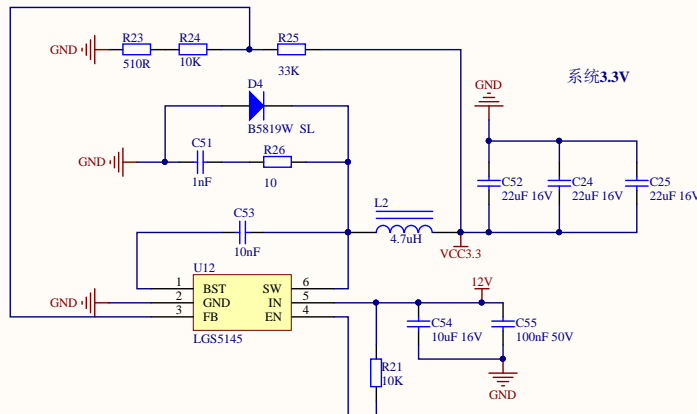 R23 R24 R25
GND
510R 10K 33K
D4
GND
系统3.3V
B5819W SL
C51 R26
GND
1nF 10
C52 C24 C25
22uF 16V 22uF 16V 22uF 16V
L2
C53
10nF
4.7uH
VCC3.3
U12
12V
1 BST SW 6
GND 2 GND IN 5
3 FB EN 4
LGS5145
C54 C55
10uF 16V 100nF 50V
R21
10K
GND